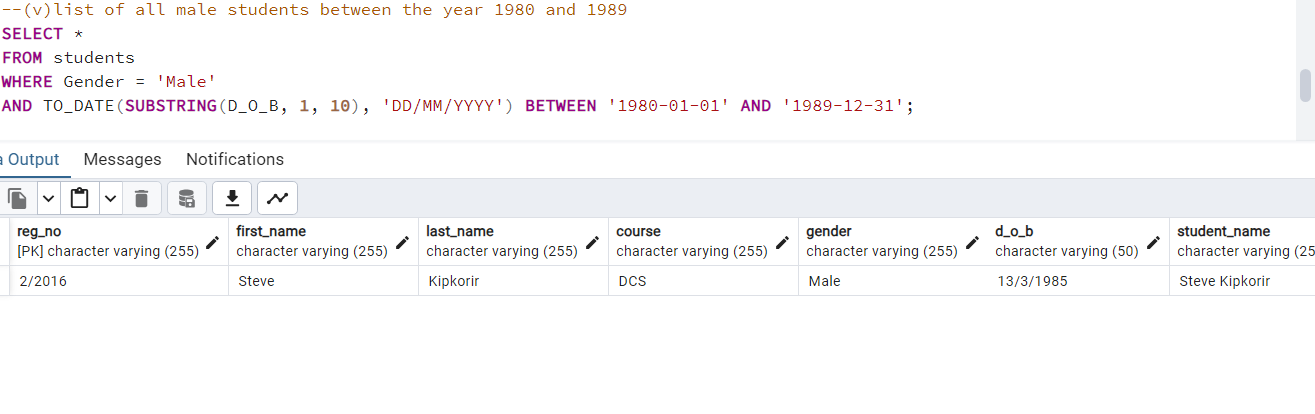 --(v)list of all male students between the year 1980 and 1989
SELECT *
FROM students
WHERE Gender = 'Male'
AND TO_DATE(SUBSTRING(D_O_B, 1, 10), 'DD/MM/YYYY') BETWEEN '1980-01-01' AND '1989-12-31';
a Output Messages Notifications
reg_no first_name last_name course gender d_o_b student_name
[PK] character varying (255) character varying (255) character varying (255) character varying (255) character varying (255) character varying (50) character varying (25
2/2016 Steve Kipkorir DCS Male 13/3/1985 Steve Kipkorir